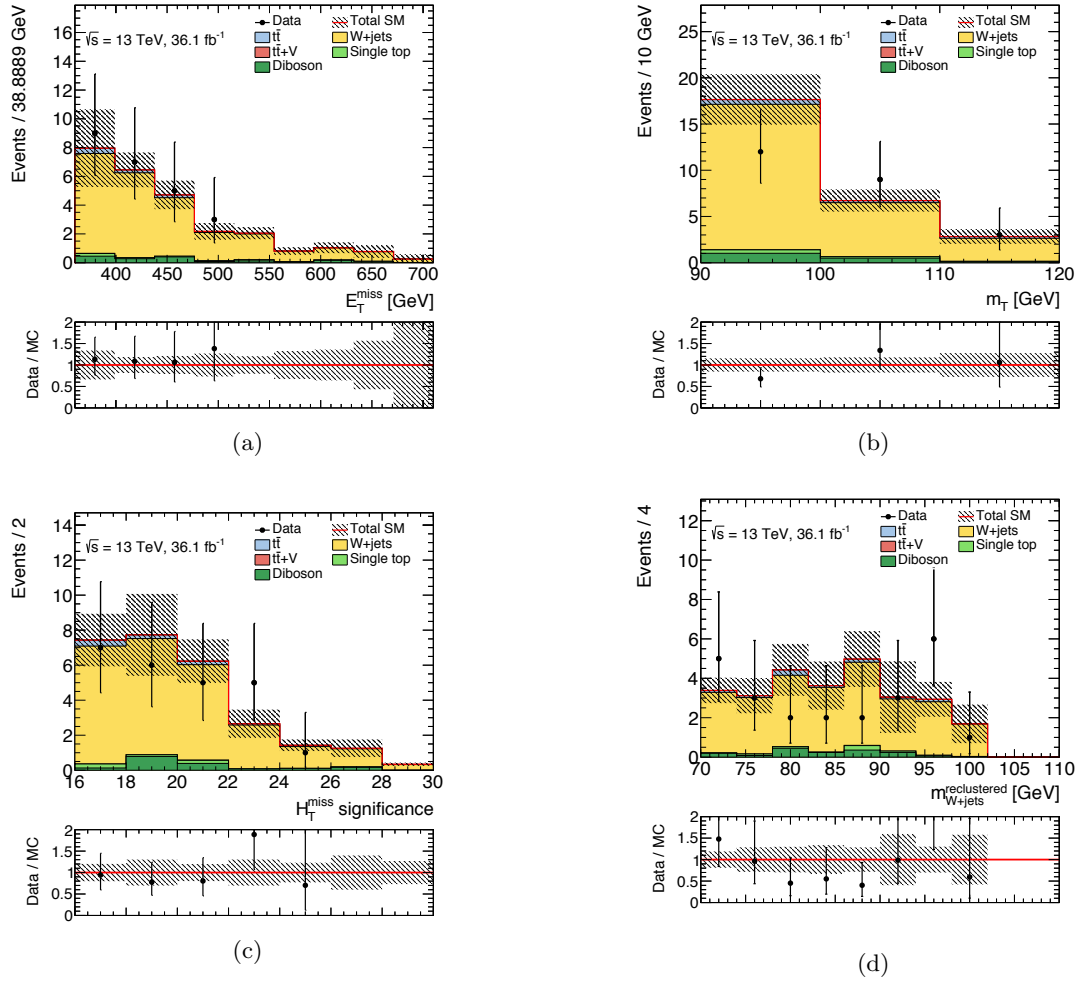 Events / 38.8889 GeV
16
14
12
10
8
6
4
2
0
√s = 13 TeV, 36.1 fb⁻¹
Data
Total SM
tt̄
W+jets
tt̄+V
Single top
Diboson
400 450 500 550 600 650 700
E_T^miss [GeV]
Data / MC
2
1.5
1
0.5
0
(a)
Events / 10 GeV
25
20
15
10
5
0
√s = 13 TeV, 36.1 fb⁻¹
Data
Total SM
tt̄
W+jets
tt̄+V
Single top
Diboson
90 100 110 120
m_T [GeV]
Data / MC
2
1.5
1
0.5
0
(b)
Events / 2
14
12
10
8
6
4
2
0
√s = 13 TeV, 36.1 fb⁻¹
Data
Total SM
tt̄
W+jets
tt̄+V
Single top
Diboson
16 18 20 22 24 26 28 30
H_T^miss significance
Data / MC
2
1.5
1
0.5
0
(c)
Events / 4
12
10
8
6
4
2
0
√s = 13 TeV, 36.1 fb⁻¹
Data
Total SM
tt̄
W+jets
tt̄+V
Single top
Diboson
70 75 80 85 90 95 100 105 110
m_W+jets^reclustered [GeV]
Data / MC
2
1.5
1
0.5
0
(d)